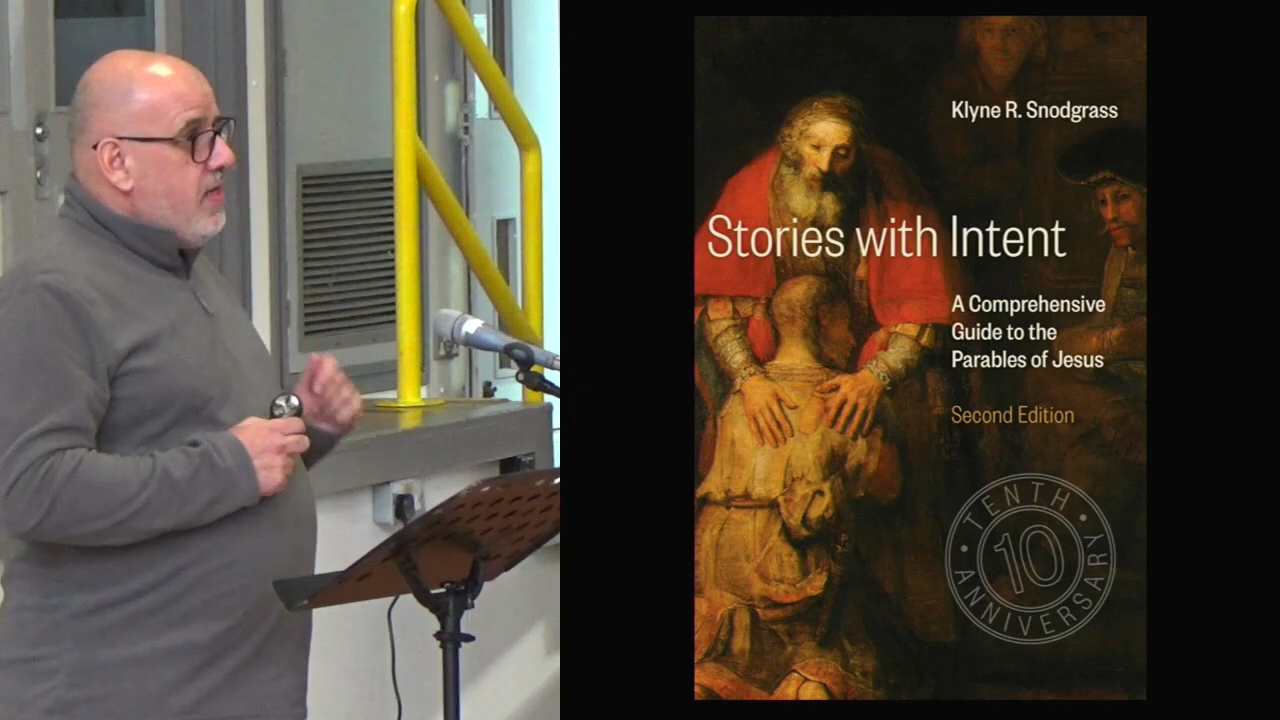 Klyne R. Snodgrass
Stories with Intent
A Comprehensive
Guide to the
Parables of Jesus
Second Edition
TENTH
10
ANNIVERSARY